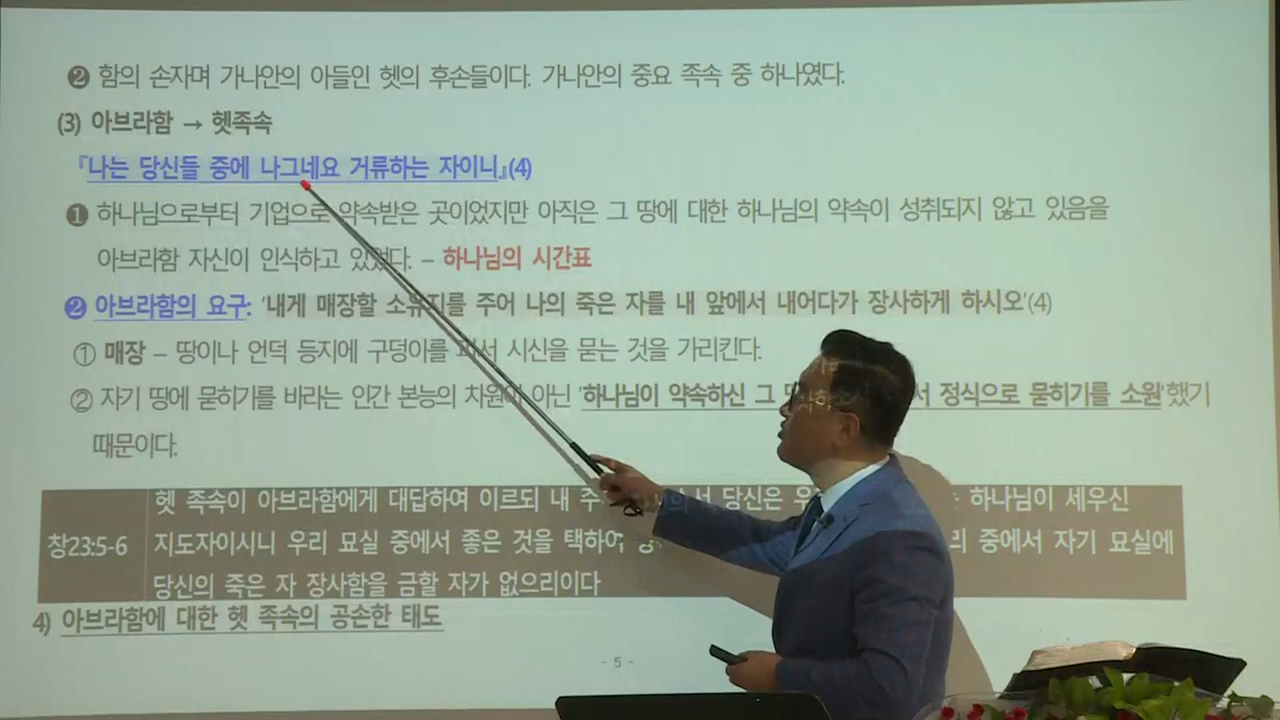 ❷ 함의 손자며 가나안의 아들인 헷의 후손들이다. 가나안의 중요 족속 중 하나였다.
(3) 아브라함 → 헷족속
『나는 당신들 중에 나그네요 거류하는 자이니』(4)
❶ 하나님으로부터 기업으로 약속받은 곳이었지만 아직은 그 땅에 대한 하나님의 약속이 성취되지 않고 있음을
아브라함 자신이 인식하고 있었다. – 하나님의 시간표
❷ 아브라함의 요구: '내게 매장할 소유지를 주어 나의 죽은 자를 내 앞에서 내어다가 장사하게 하시오'(4)
① 매장 – 땅이나 언덕 등지에 구덩이를 파서 시신을 묻는 것을 가리킨다.
② 자기 땅에 묻히기를 바라는 인간 본능의 차원이 아닌 '하나님이 약속하신 그 서 정식으로 묻히기를 소원'했기
때문이다.
헷 족속이 아브라함에게 대답하여 이르되 내 당신은 하나님이 세우신
창23:5-6 지도자이시니 우리 묘실 중에서 좋은 것을 택하여 중에서 자기 묘실에
당신의 죽은 자 장사함을 금할 자가 없으리이다
4) 아브라함에 대한 헷 족속의 공손한 태도
- 5 -